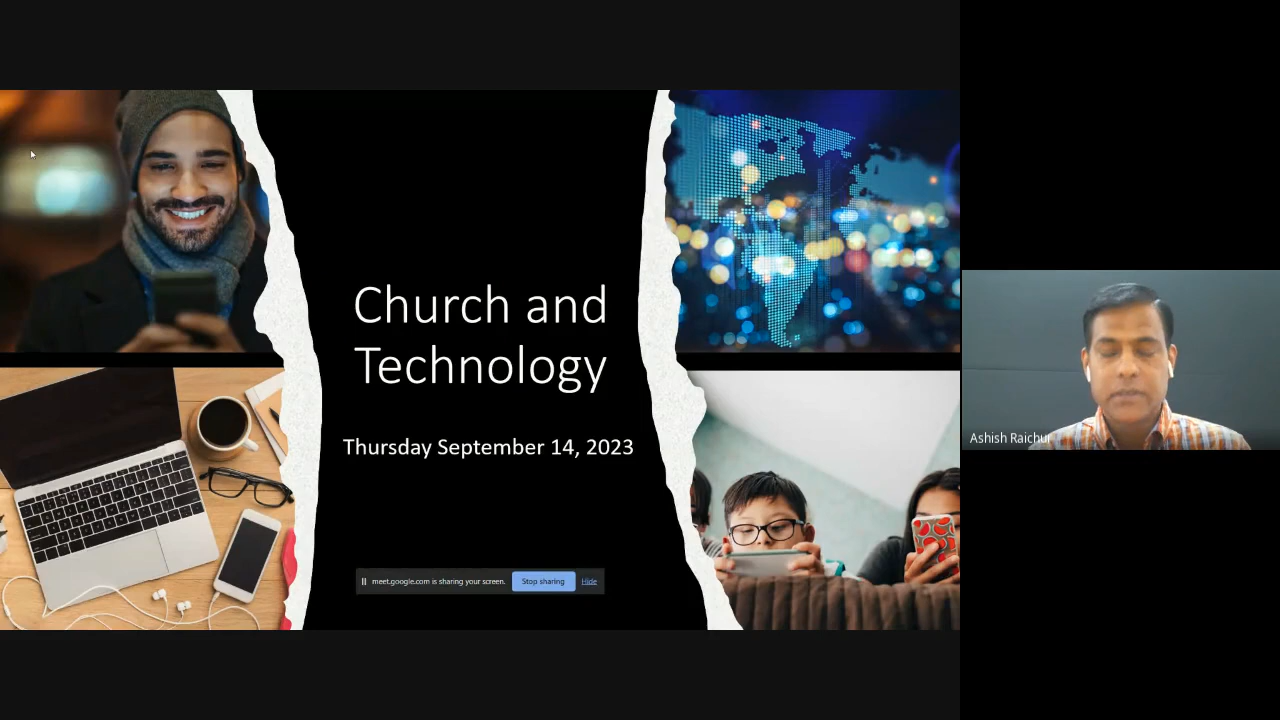 Church and
Technology
Thursday September 14, 2023
meet.google.com is sharing your screen. Stop sharing Hide
Ashish Raichur